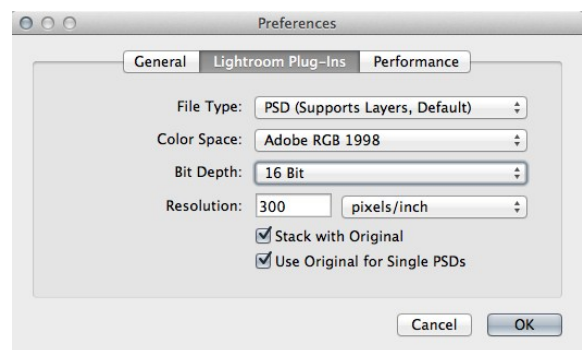 Preferences
General Lightroom Plug-Ins Performance
File Type: PSD (Supports Layers, Default)
Color Space: Adobe RGB 1998
Bit Depth: 16 Bit
Resolution: 300 pixels/inch
Stack with Original
Use Original for Single PSDs
Cancel OK